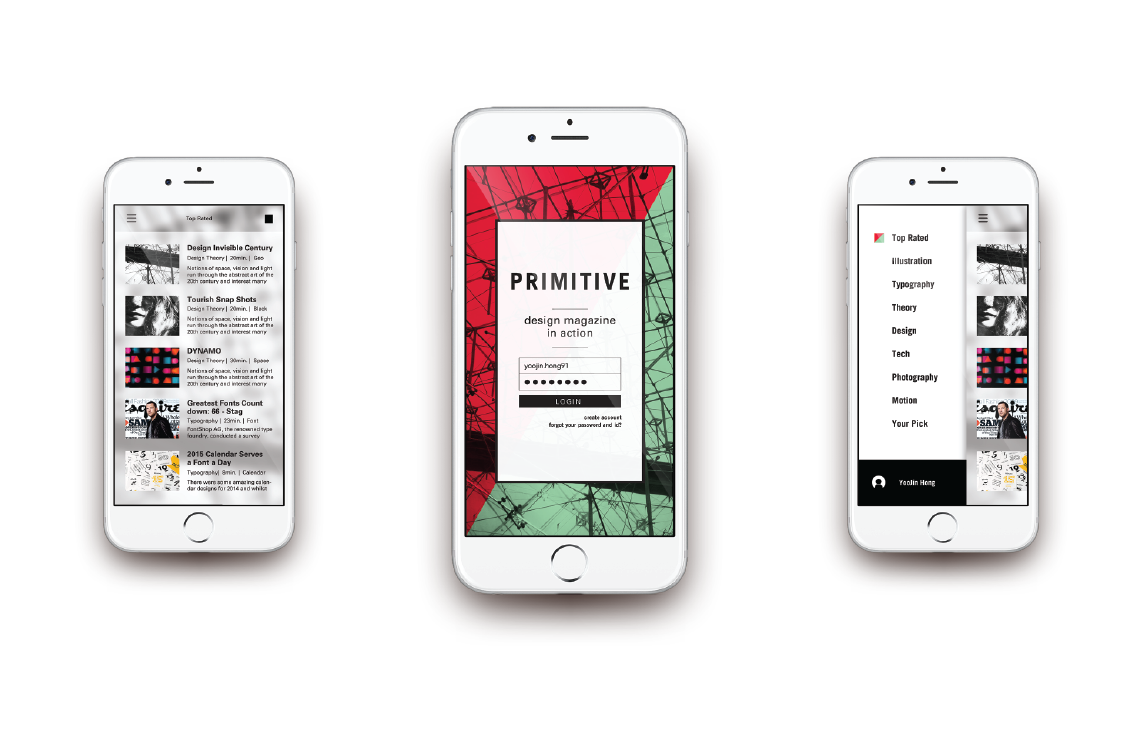 Top Rated
Design Invisible Century
Design Theory | 20min. | Geo
Notions of space, vision and light
run through the abstract art of the
20th century and interest many
Tourish Snap Shots
Design Theory | 10min. | Black
Notions of space, vision and light
run through the abstract art of the
20th century and interest many
DYNAMO
Design Theory | 30min. | Space
Notions of space, vision and light
run through the abstract art of the
20th century and interest many
Greatest Fonts Count
down: 66 - Stag
Typography | 23min. | Font
FontShop AG, the renowned type
foundry, conducted a survey
2015 Calendar Serves
a Font a Day
Typography| 8min. | Calendar
There were some amazing calen-
dar designs for 2014 and whilst
PRIMITIVE
design magazine
in action
yoojin.hong91
LOGIN
create account
forgot your password and id?
Top Rated
Illustration
Typography
Theory
Design
Tech
Photography
Motion
Your Pick
YooJin Hong